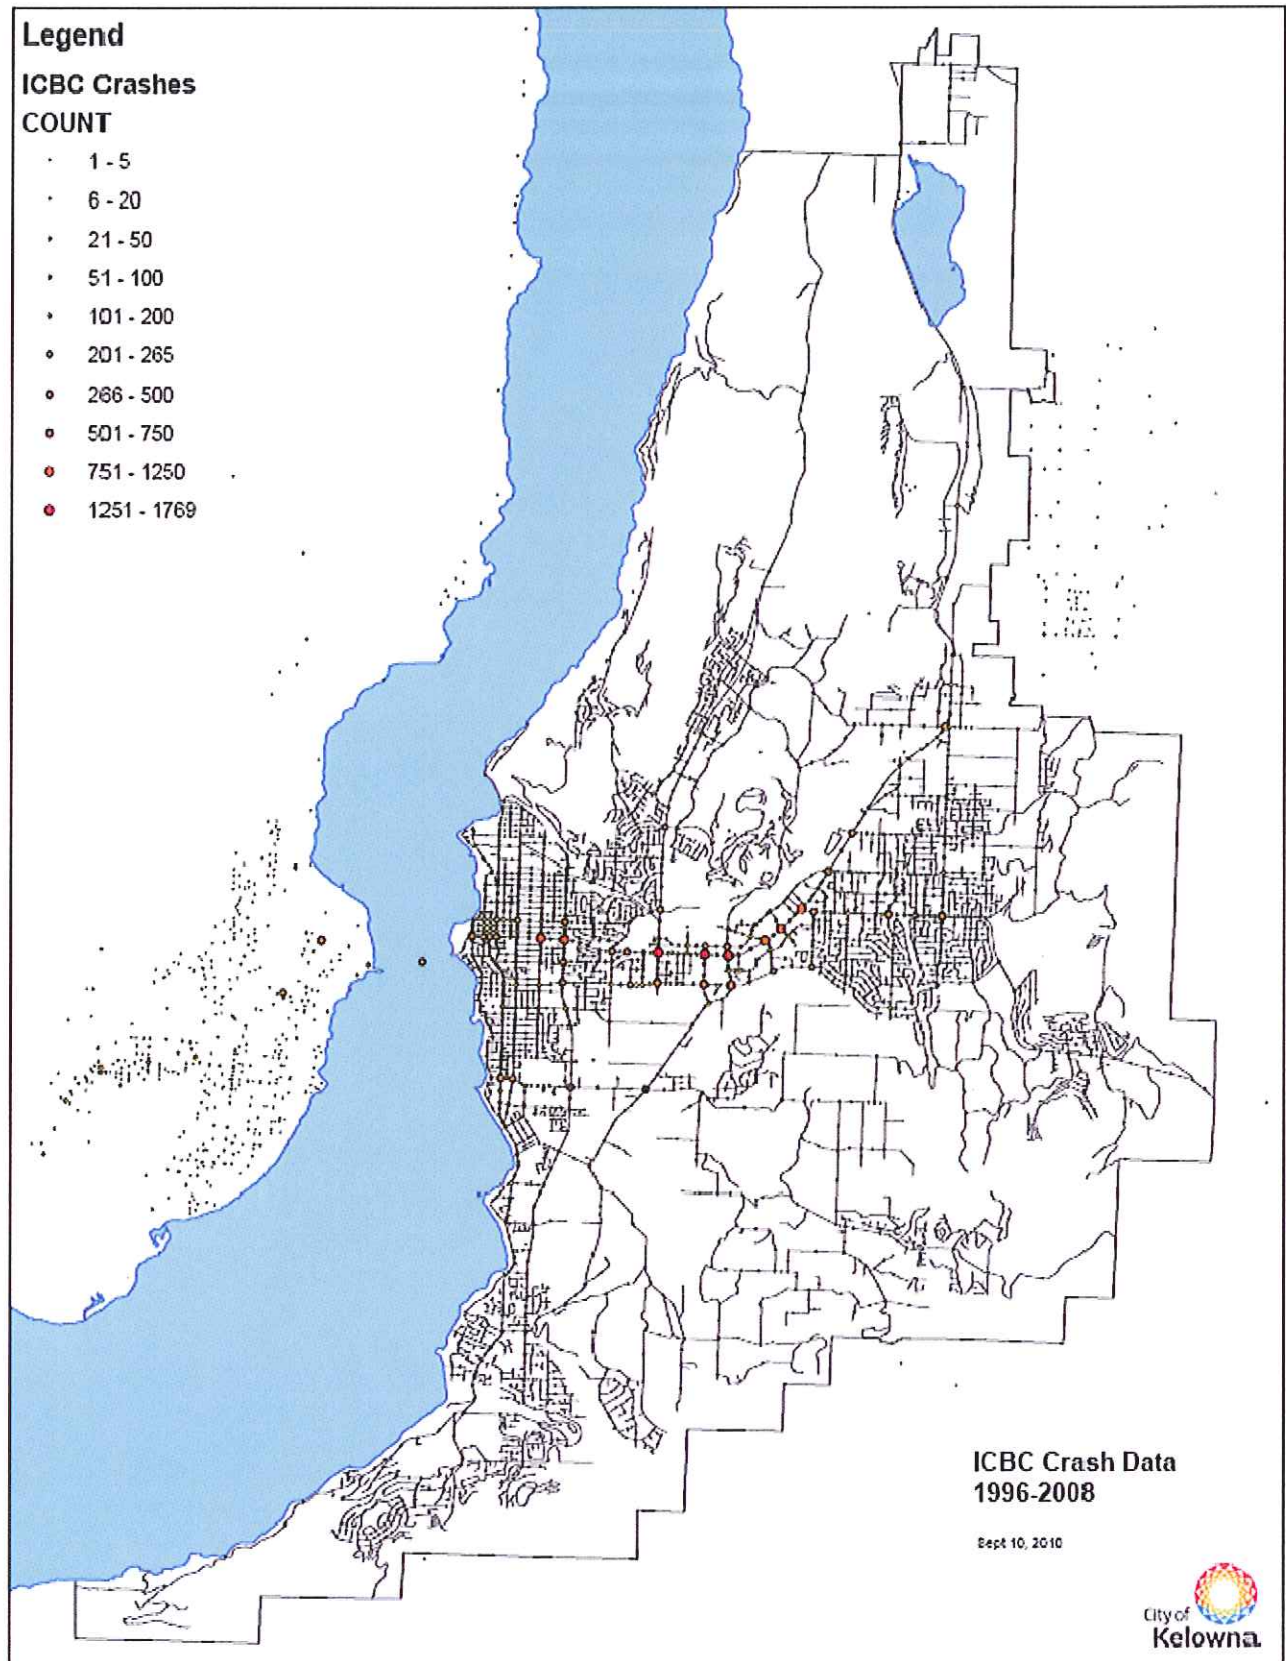 Legend
ICBC Crashes
COUNT
1 - 5
6 - 20
21 - 50
51 - 100
101 - 200
201 - 265
266 - 500
501 - 750
751 - 1250
1251 - 1769
ICBC Crash Data
1996-2008
Sept 10, 2010
City of
Kelowna